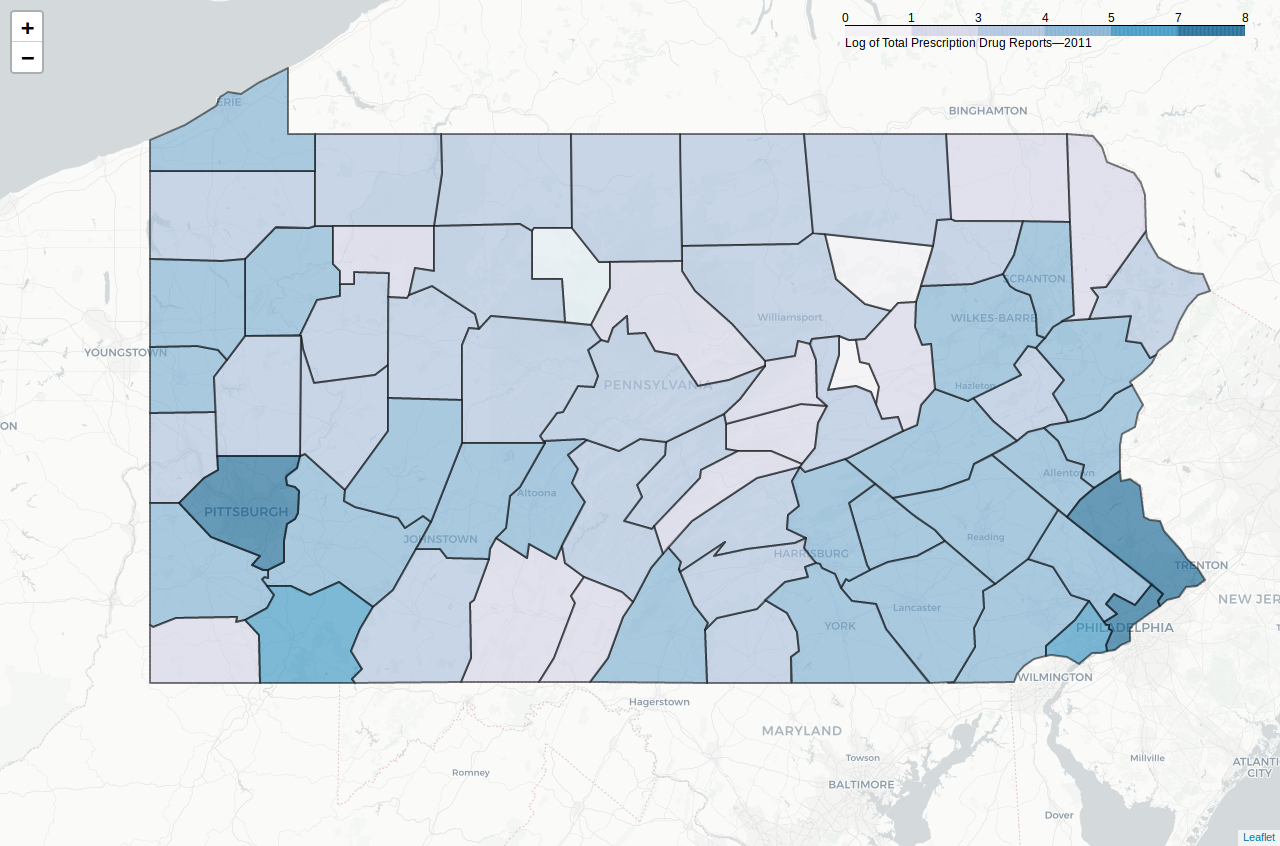 +
−
0 1 3 4 5 7 8
Log of Total Prescription Drug Reports—2011
ERIE
BINGHAMTON
SCRANTON
Williamsport
WILKES-BARRE
YOUNGSTOWN
PENNSYLVANIA
Hazleton
ON
Allentown
Altoona
PITTSBURGH
JOHNSTOWN
Reading
HARRISBURG
TRENTON
NEW JER
Lancaster
YORK
PHILADELPHIA
WILMINGTON
Hagerstown
MARYLAND
Towson
Millville
ATLANTI
CITY
Romney
BALTIMORE
Dover
Leaflet